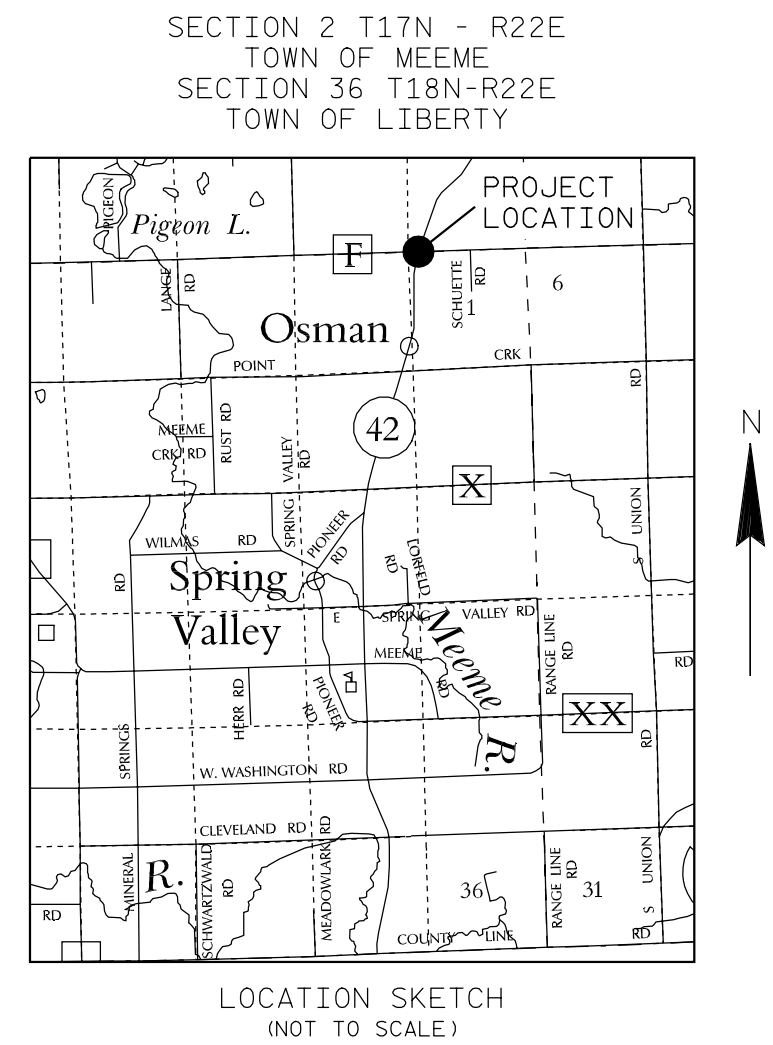 SECTION 2 T17N - R22E
TOWN OF MEEME
SECTION 36 T18N-R22E
TOWN OF LIBERTY
PROJECT
LOCATION
PIGEON
Pigeon L.
F
LANGE
RD
SCHUETTE
RD
1
6
Osman
POINT
CRK
RD
42
MEEME
CRK RD
RUST RD
VALLEY
RD
SPRING
X
UNION
S
PIONEER
RD
WILMAS RD
LORFELD
RD
RD
Spring
Valley
E
SPRING
VALLEY RD
Meeme
R.
MEEME
RD
RANGE LINE
RD
RD
HERR RD
PIONEER
RD
XX
RD
SPRINGS
W. WASHINGTON RD
CLEVELAND RD
MEADOWLARK RD
MINERAL
R.
SCHWARTZWALD
RD
36
RANGE LINE
RD
31
UNION
S
RD
COUNTY LINE
RD
N
LOCATION SKETCH
(NOT TO SCALE)